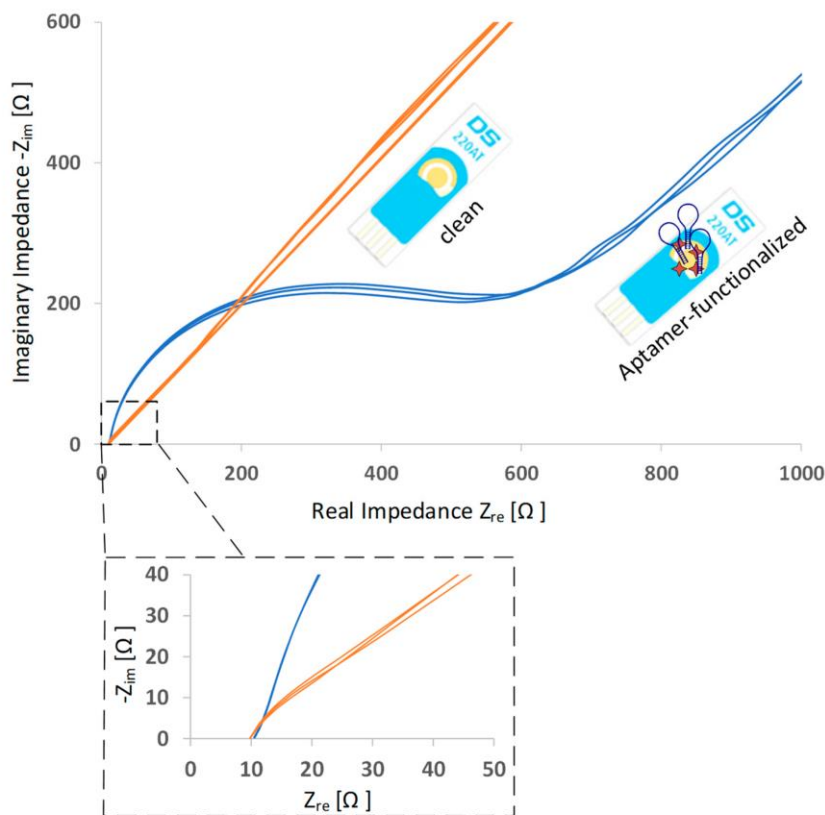 600
400
200
0
0
200
400
600
800
1000
Imaginary Impedance -Zim [Ω ]
Real Impedance Zre [Ω ]
DS
220AT
clean
DS
220AT
Aptamer-functionalized
40
30
20
10
0
0
10
20
30
40
50
-Zim [Ω]
Zre [Ω]